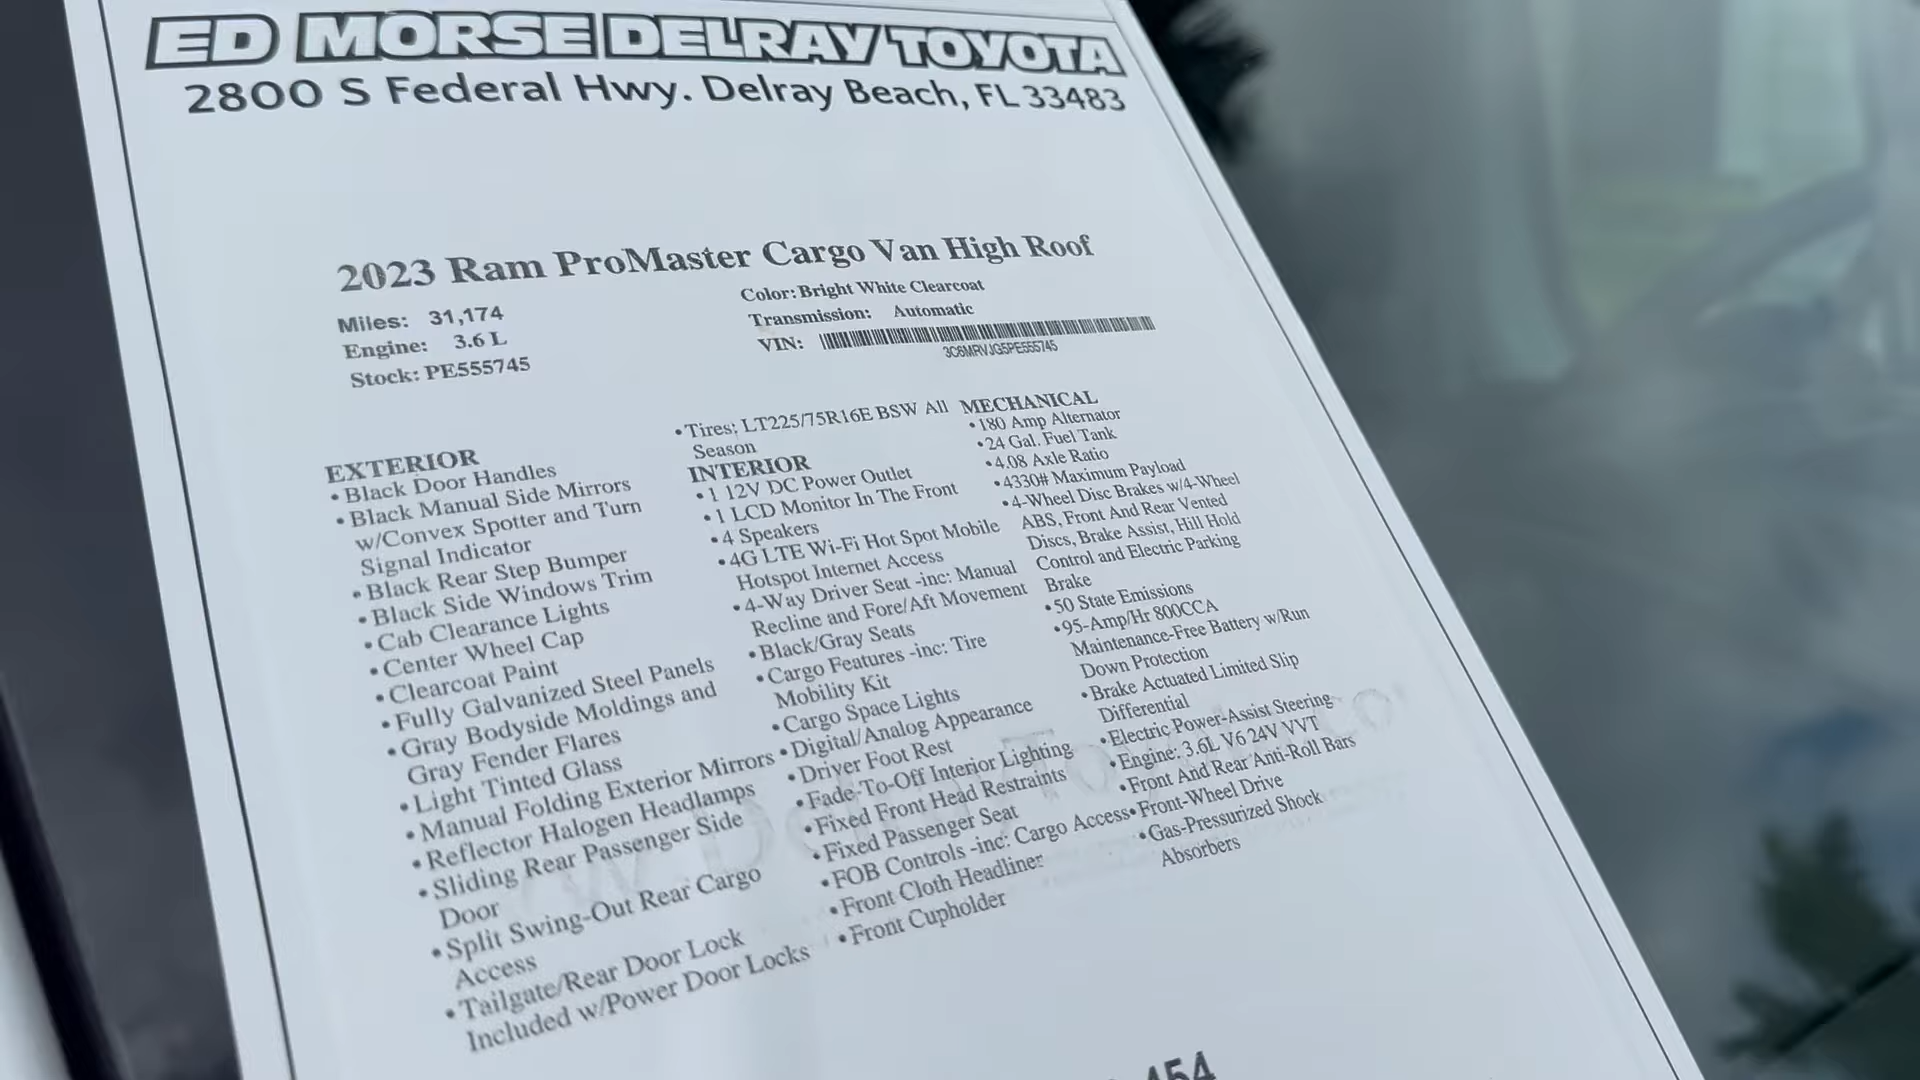 ED MORSE DELRAY TOYOTA
2800 S Federal Hwy. Delray Beach, FL 33483
2023 Ram ProMaster Cargo Van High Roof
Miles: 31,174
Engine: 3.6 L
Stock: PE555745
Color: Bright White Clearcoat
Transmission: Automatic
VIN:
3C6MRVJG5PE555745
EXTERIOR
• Black Door Handles
• Black Manual Side Mirrors
w/Convex Spotter and Turn
Signal Indicator
• Black Rear Step Bumper
• Black Side Windows Trim
• Cab Clearance Lights
• Center Wheel Cap
• Clearcoat Paint
• Fully Galvanized Steel Panels
• Gray Bodyside Moldings and
Gray Fender Flares
• Light Tinted Glass
• Manual Folding Exterior Mirrors
• Reflector Halogen Headlamps
• Sliding Rear Passenger Side
Door
• Split Swing-Out Rear Cargo
Access
• Tailgate/Rear Door Lock
Included w/Power Door Locks
• Tires: LT225/75R16E BSW All
Season
INTERIOR
• 1 12V DC Power Outlet
• 1 LCD Monitor In The Front
• 4 Speakers
• 4G LTE Wi-Fi Hot Spot Mobile
Hotspot Internet Access
• 4-Way Driver Seat -inc: Manual
Recline and Fore/Aft Movement
• Black/Gray Seats
• Cargo Features -inc: Tire
Mobility Kit
• Cargo Space Lights
• Digital/Analog Appearance
• Driver Foot Rest
• Fade-To-Off Interior Lighting
• Fixed Front Head Restraints
• Fixed Passenger Seat
• FOB Controls -inc: Cargo Access
• Front Cloth Headliner
• Front Cupholder
MECHANICAL
• 180 Amp Alternator
• 24 Gal. Fuel Tank
• 4.08 Axle Ratio
• 4330# Maximum Payload
• 4-Wheel Disc Brakes w/4-Wheel
ABS, Front And Rear Vented
Discs, Brake Assist, Hill Hold
Control and Electric Parking
Brake
• 50 State Emissions
• 95-Amp/Hr 800CCA
Maintenance-Free Battery w/Run
Down Protection
• Brake Actuated Limited Slip
Differential
• Electric Power-Assist Steering
• Engine: 3.6L V6 24V VVT
• Front And Rear Anti-Roll Bars
• Front-Wheel Drive
• Gas-Pressurized Shock
Absorbers
454